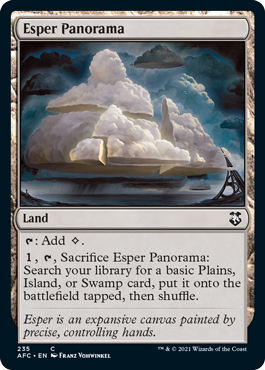 Esper Panorama
Land
: Add .
1, , Sacrifice Esper Panorama:
Search your library for a basic Plains,
Island, or Swamp card, put it onto the
battlefield tapped, then shuffle.
Esper is an expansive canvas painted by
precise, controlling hands.
235 C
AFC • EN Franz Vohwinkel
™ & © 2021 Wizards of the Coast